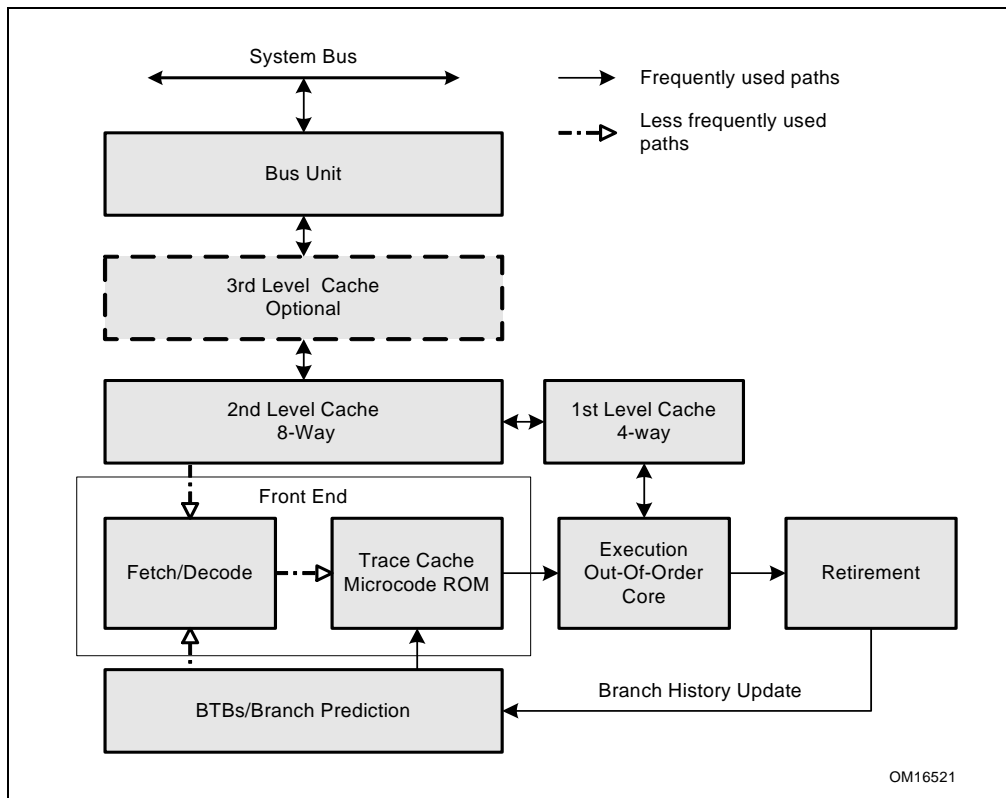 System Bus
Frequently used paths
Less frequently used
paths
Bus Unit
3rd Level Cache
Optional
2nd Level Cache
8-Way
1st Level Cache
4-way
Front End
Fetch/Decode
Trace Cache
Microcode ROM
Execution
Out-Of-Order
Core
Retirement
BTBs/Branch Prediction
Branch History Update
OM16521